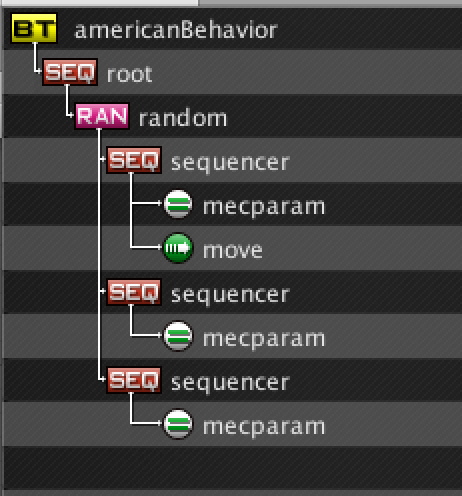 BT americanBehavior
SEQ root
RAN random
SEQ sequencer
mecparam
move
SEQ sequencer
mecparam
SEQ sequencer
mecparam